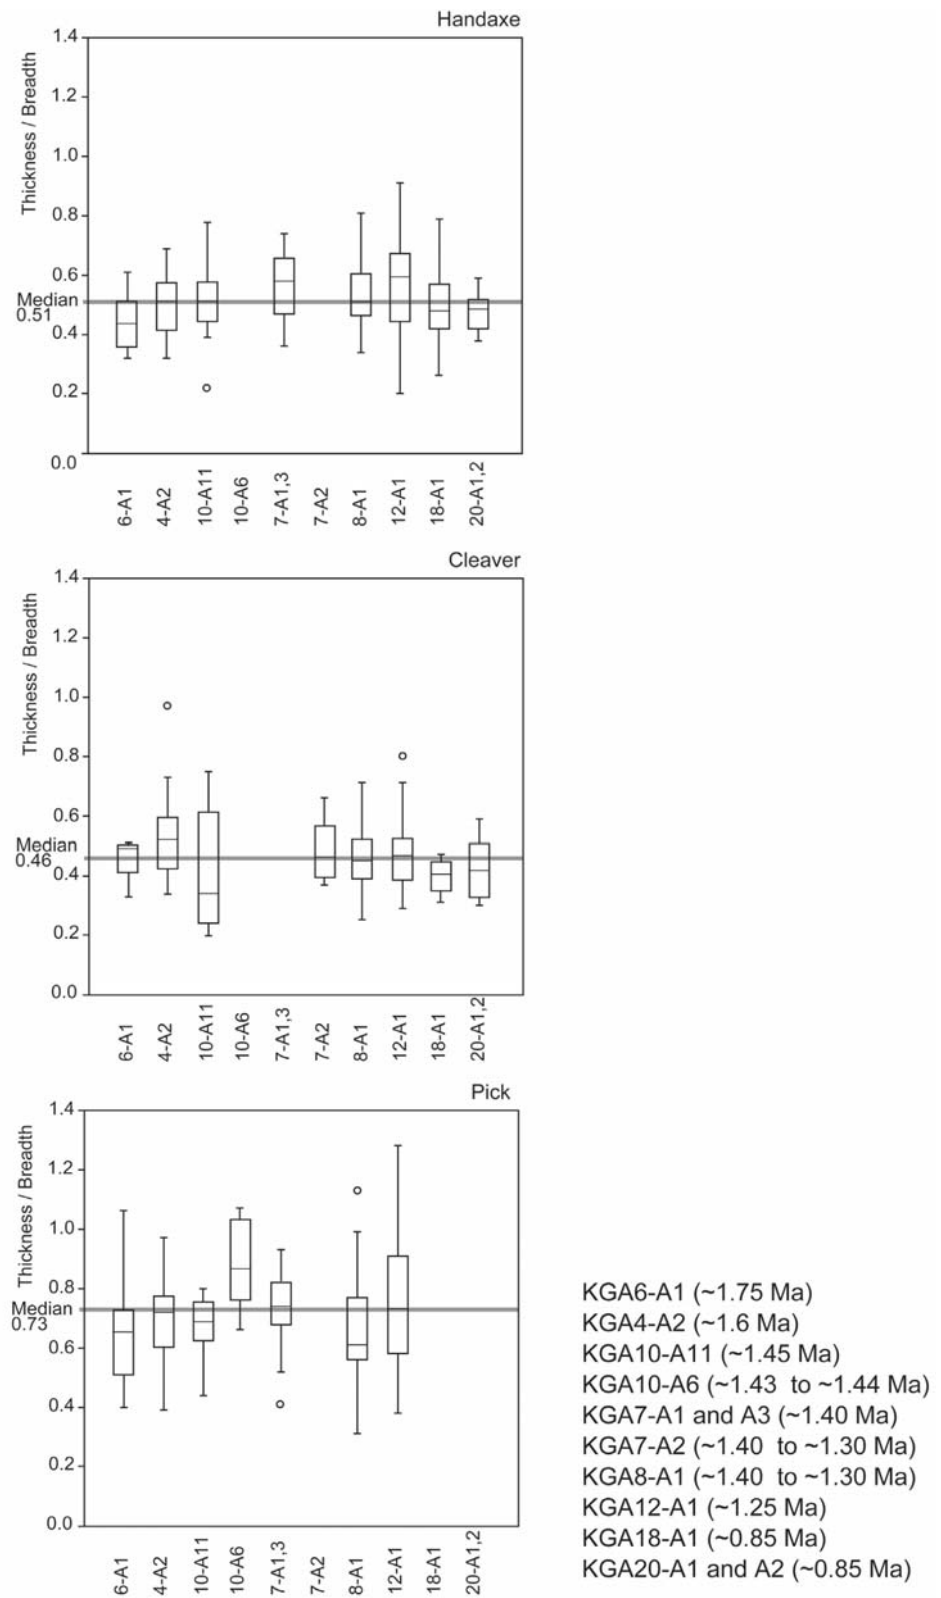 Handaxe
1.4
1.2
1.0
0.8
0.6
0.4
0.2
0.0
Thickness / Breadth
Median
0.51
6-A1
4-A2
10-A11
10-A6
7-A1,3
7-A2
8-A1
12-A1
18-A1
20-A1,2
Cleaver
1.4
1.2
1.0
0.8
0.6
0.4
0.2
0.0
Thickness / Breadth
Median
0.46
6-A1
4-A2
10-A11
10-A6
7-A1,3
7-A2
8-A1
12-A1
18-A1
20-A1,2
Pick
1.4
1.2
1.0
0.8
0.6
0.4
0.2
0.0
Thickness / Breadth
Median
0.73
6-A1
4-A2
10-A11
10-A6
7-A1,3
7-A2
8-A1
12-A1
18-A1
20-A1,2
KGA6-A1 (~1.75 Ma)
KGA4-A2 (~1.6 Ma)
KGA10-A11 (~1.45 Ma)
KGA10-A6 (~1.43 to ~1.44 Ma)
KGA7-A1 and A3 (~1.40 Ma)
KGA7-A2 (~1.40 to ~1.30 Ma)
KGA8-A1 (~1.40 to ~1.30 Ma)
KGA12-A1 (~1.25 Ma)
KGA18-A1 (~0.85 Ma)
KGA20-A1 and A2 (~0.85 Ma)